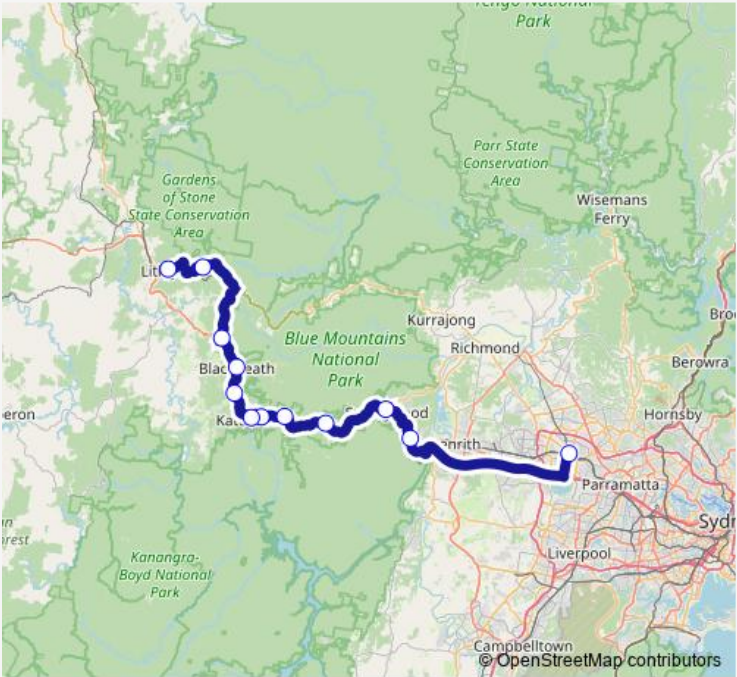 Park
Parr State
Conservation
Area
Gardens
of Stone
State Conservation
Area
Wisemans
Ferry
Kurrajong
Richmond
Blue Mountains
National
Park
Berowra
Hornsby
Parramatta
Liverpool
Kanangra-
Boyd National
Park
Campbelltown
© OpenStreetMap contributors